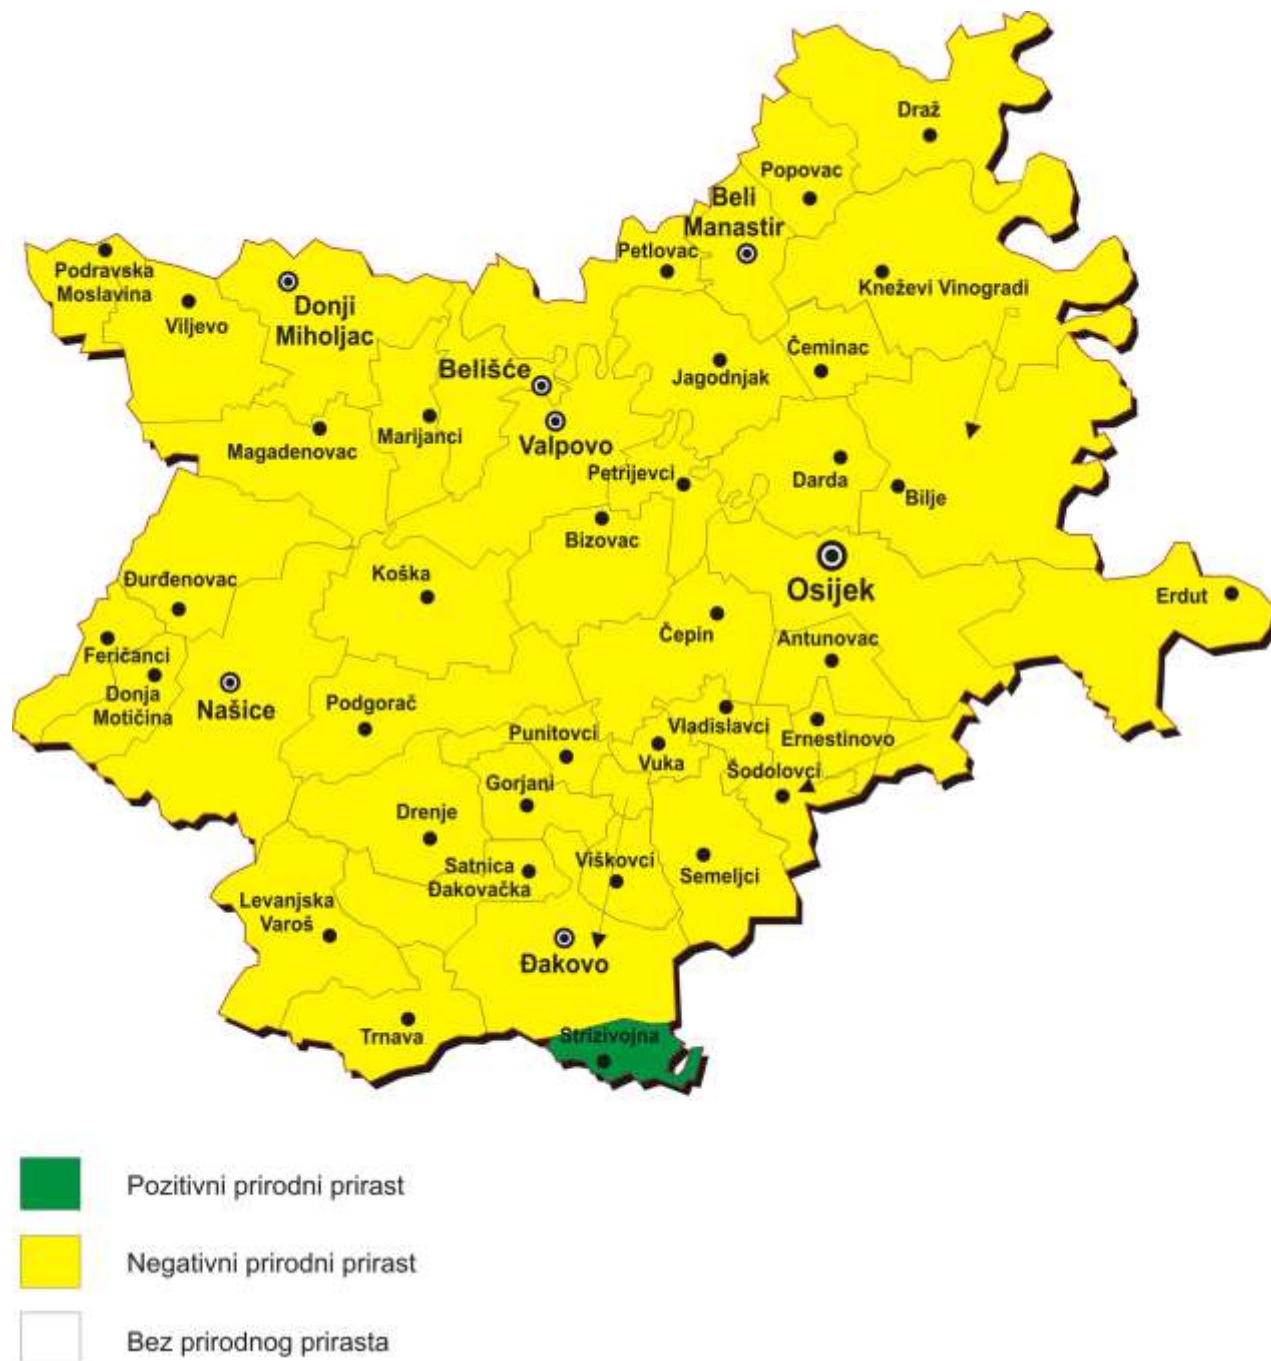 Draž
Popovac
Beli
Manastir
Petlovac
Kneževi Vinogradi
Podravska
Moslavina
Viljevo
Donji
Miholjac
Čeminac
Belišće
Jagodnjak
Marijanci
Valpovo
Magadenovac
Petrijevci
Darda
Bilje
Bizovac
Koška
Đurđenovac
Osijek
Erdut
Čepin
Antunovac
Feričanci
Donja
Motičina
Našice
Podgorač
Vladislavci
Punitovci
Ernestinovo
Vuka
Šodolovci
Gorjani
Drenje
Satnica
Đakovačka
Viškovci
Semeljci
Levanjska
Varoš
Đakovo
Trnava
Strizivojna
Pozitivni prirodni prirast
Negativni prirodni prirast
Bez prirodnog prirasta